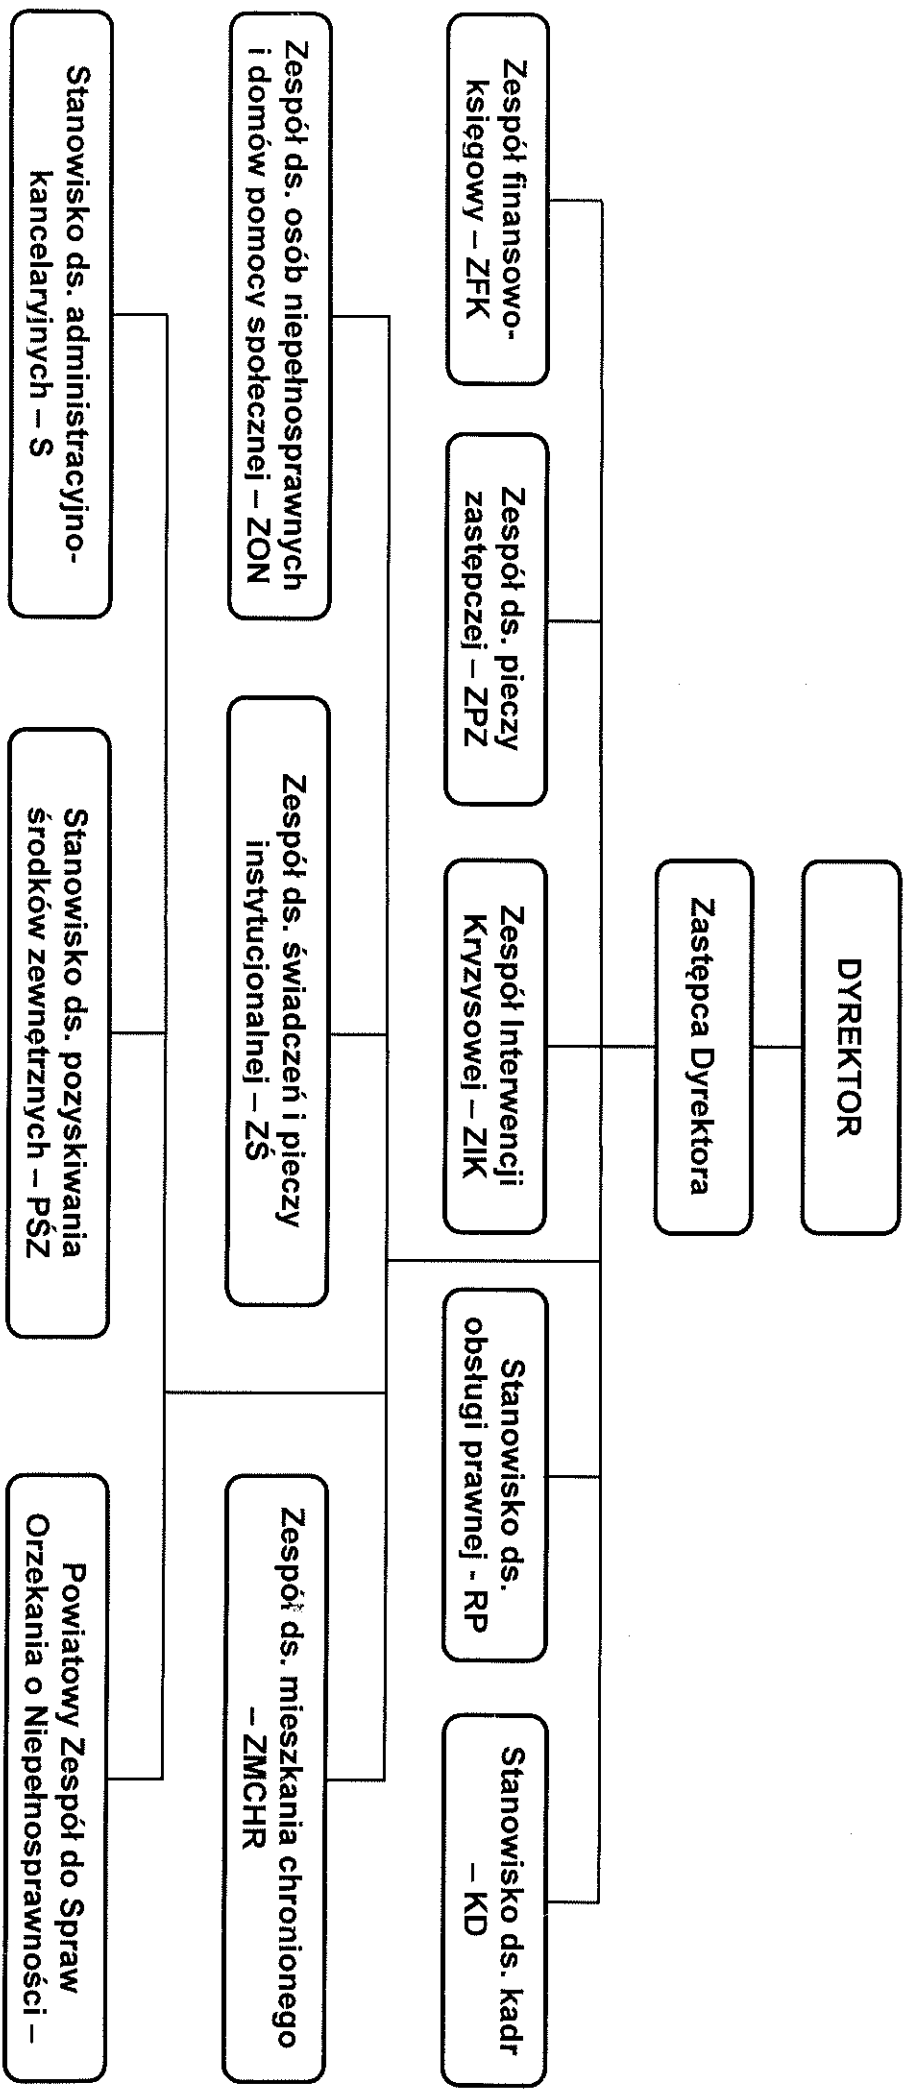 DYREKTOR
Zastępca Dyrektora
Zespół finansowo-
księgowy – ZFK
Zespół ds. pieczy
zastępczej – ZPZ
Zespół Interwencji
Kryzysowej – ZIK
Stanowisko ds.
obsługi prawnej - RP
Stanowisko ds. kadr
– KD
Zespół ds. osób niepełnosprawnych
i domów pomocy społecznej – ZON
Zespół ds. świadczeń i pieczy
instytucjonalnej – ZŚ
Zespół ds. mieszkania chronionego
– ZMCHR
Stanowisko ds. administracyjno-
kancelaryjnych – S
Stanowisko ds. pozyskiwania
środków zewnętrznych – PŚZ
Powiatowy Zespół do Spraw
Orzekania o Niepełnosprawności –